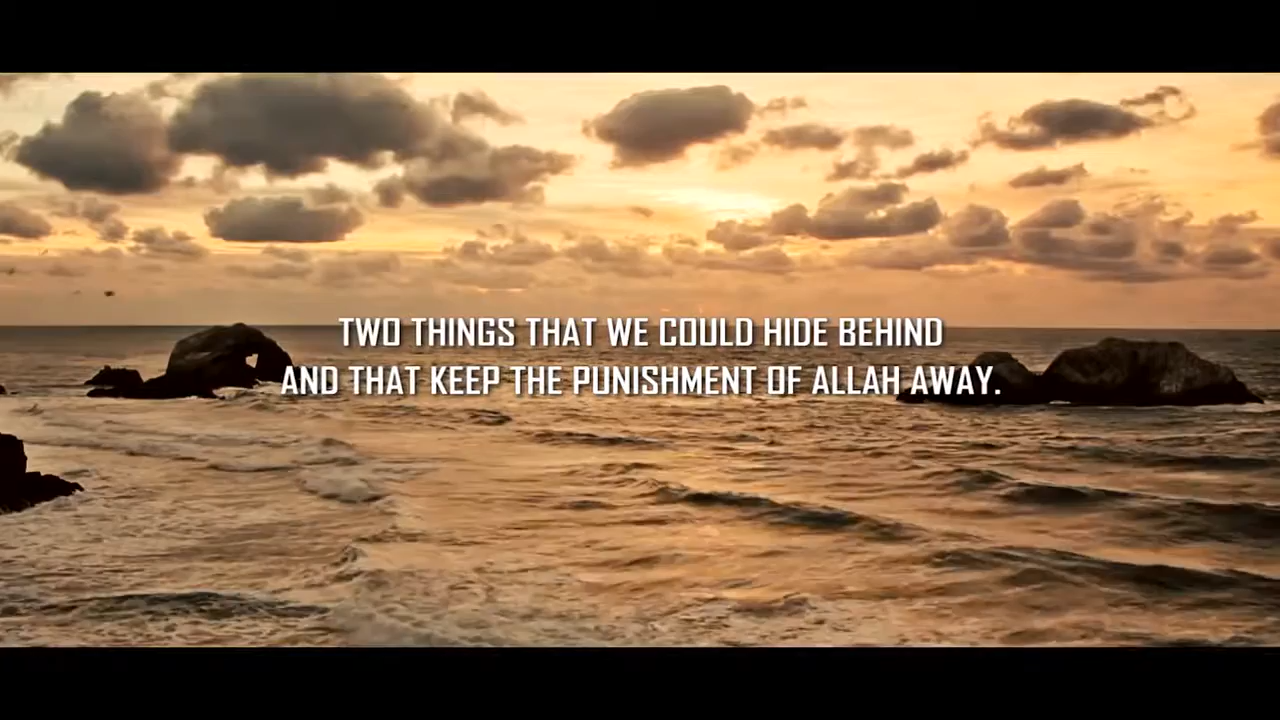 TWO THINGS THAT WE COULD HIDE BEHIND
AND THAT KEEP THE PUNISHMENT OF ALLAH AWAY.